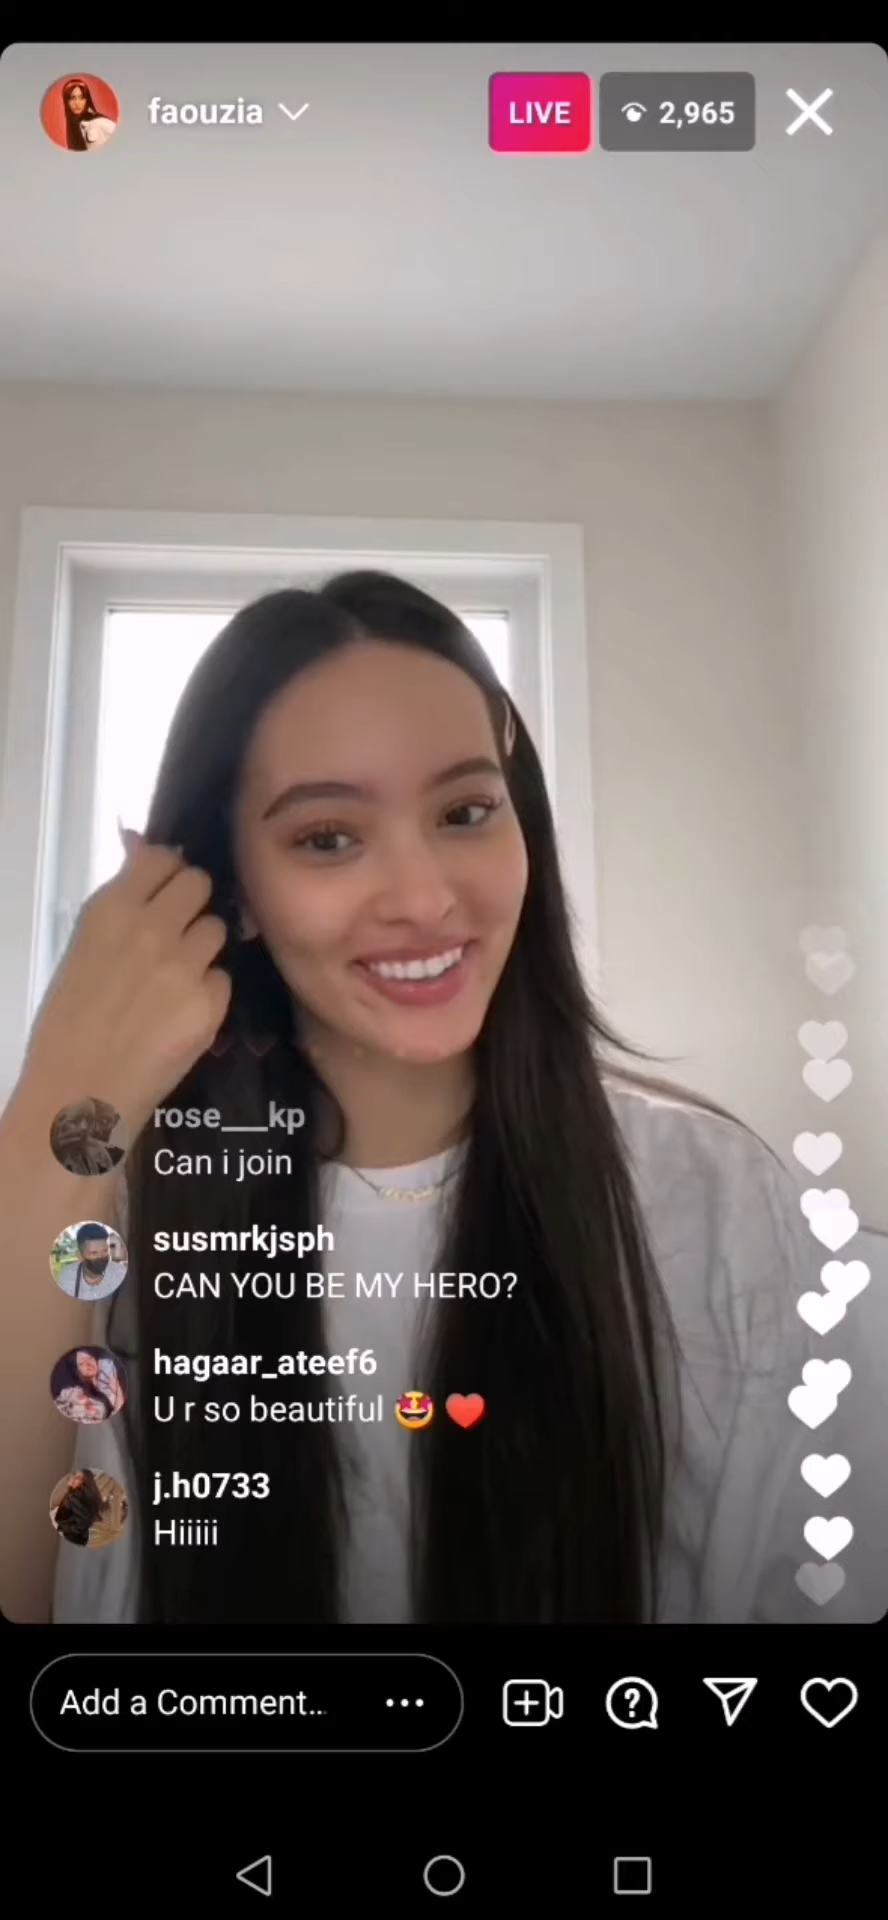 faouzia
LIVE
2,965
rose___kp
Can i join
susmrkjsph
CAN YOU BE MY HERO?
hagaar_ateef6
U r so beautiful 🤩 ❤️
j.h0733
Hiiiii
Add a Comment...